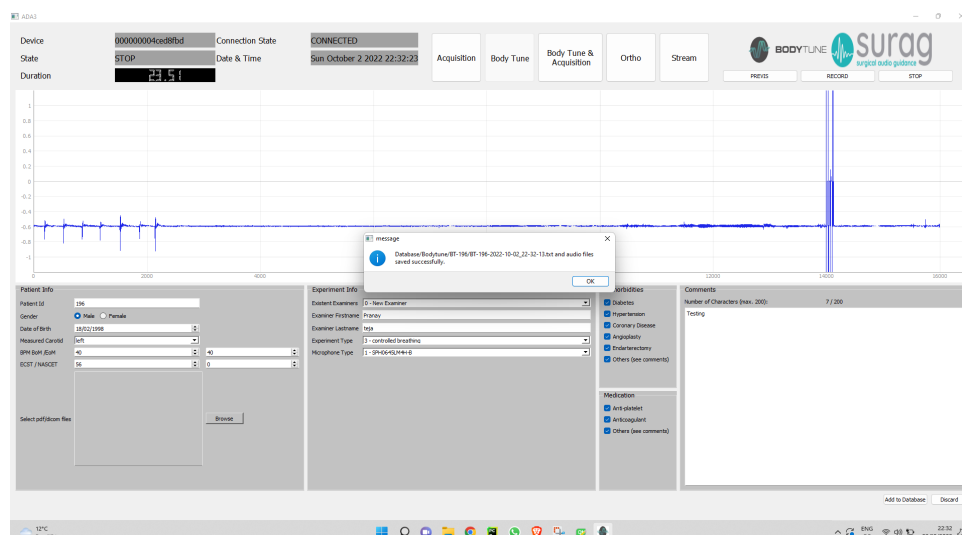 ADA3
Device 000000004ced8fbd Connection State CONNECTED
State STOP Date & Time Sun October 2 2022 22:32:23
Duration 23.51
Acquisition
Body Tune
Body Tune & Acquisition
Ortho
Stream
BODYTUNE
surag
surgical audio guidance
PREVIS RECORD STOP
1
0.8
0.6
0.4
0.2
0
-0.2
-0.4
-0.6
-0.8
-1
0 2000 4000 12000 14000 16000
message
Database/Bodytune/BT-196/BT-196-2022-10-02_22-32-13.txt and audio files
saved successfully.
OK
Patient Info
Patient Id 196
Gender Male Female
Date of Birth 18/02/1998
Measured Carotid left
BPM BoM /EoM 40 40
ECST / NASCET 56 0
Select pdf/dicom files Browse
Experiment Info
Existent Examiners 0 - New Examiner
Examiner Firstname Pranay
Examiner Lastname teja
Experiment Type 3 - controlled breathing
Microphone Type 1 - SPH0645LM4H-B
Diabetes
Hypertension
Coronary Disease
Angioplasty
Endarterectomy
Others (see comments)
Medication
Anti-platelet
Anticoagulant
Others (see comments)
Comments
Number of Characters (max. 200): 7 / 200
Testing
Add to Database Discard
12°C
ENG
22:32